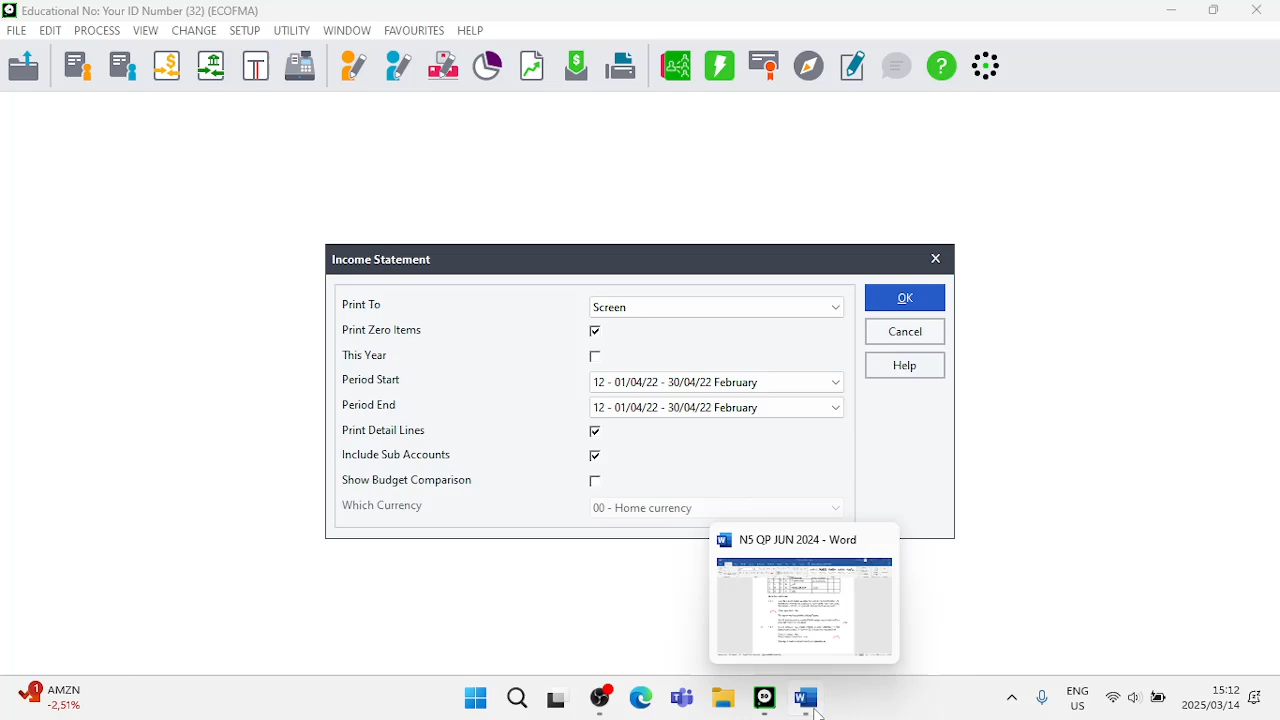 Educational No: Your ID Number (32) (ECOFMA)
FILE EDIT PROCESS VIEW CHANGE SETUP UTILITY WINDOW FAVOURITES HELP
Income Statement
Print To Screen
OK
Print Zero Items
Cancel
This Year
Help
Period Start 12 - 01/04/22 - 30/04/22 February
Period End 12 - 01/04/22 - 30/04/22 February
Print Detail Lines
Include Sub Accounts
Show Budget Comparison
Which Currency 00 - Home currency
N5 QP JUN 2024 - Word
1 AMZN
-2,51%
ENG
US
15:12
2025/03/12